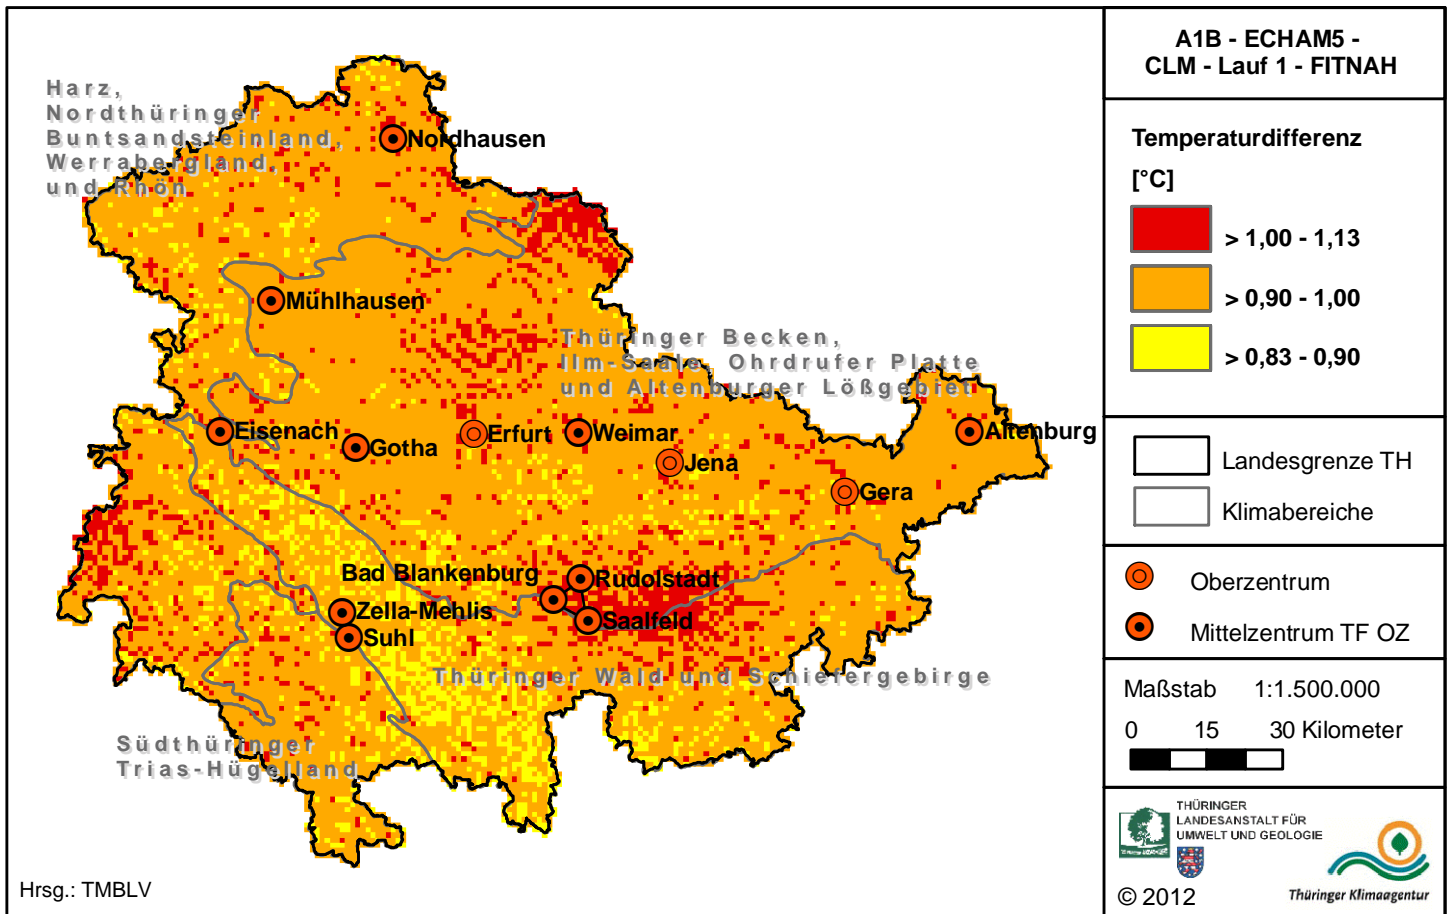 Harz,
Nordthüringer
Buntsandsteinland,
Werrabergland,
und Rhön
Nordhausen
Mühlhausen
Thüringer Becken,
Ilm-Saale, Ohrdrufer Platte
und Altenburger Lößgebiet
Eisenach
Gotha
Erfurt
Weimar
Jena
Altenburg
Gera
Bad Blankenburg
Rudolstadt
Saalfeld
Zella-Mehlis
Suhl
Thüringer Wald und Schiefergebirge
Südthüringer
Trias-Hügelland
Hrsg.: TMBLV
A1B - ECHAM5 -
CLM - Lauf 1 - FITNAH
Temperaturdifferenz
[°C]
> 1,00 - 1,13
> 0,90 - 1,00
> 0,83 - 0,90
Landesgrenze TH
Klimabereiche
Oberzentrum
Mittelzentrum TF OZ
Maßstab 1:1.500.000
0 15 30 Kilometer
THÜRINGER
LANDESANSTALT FÜR
UMWELT UND GEOLOGIE
© 2012
Thüringer Klimaagentur